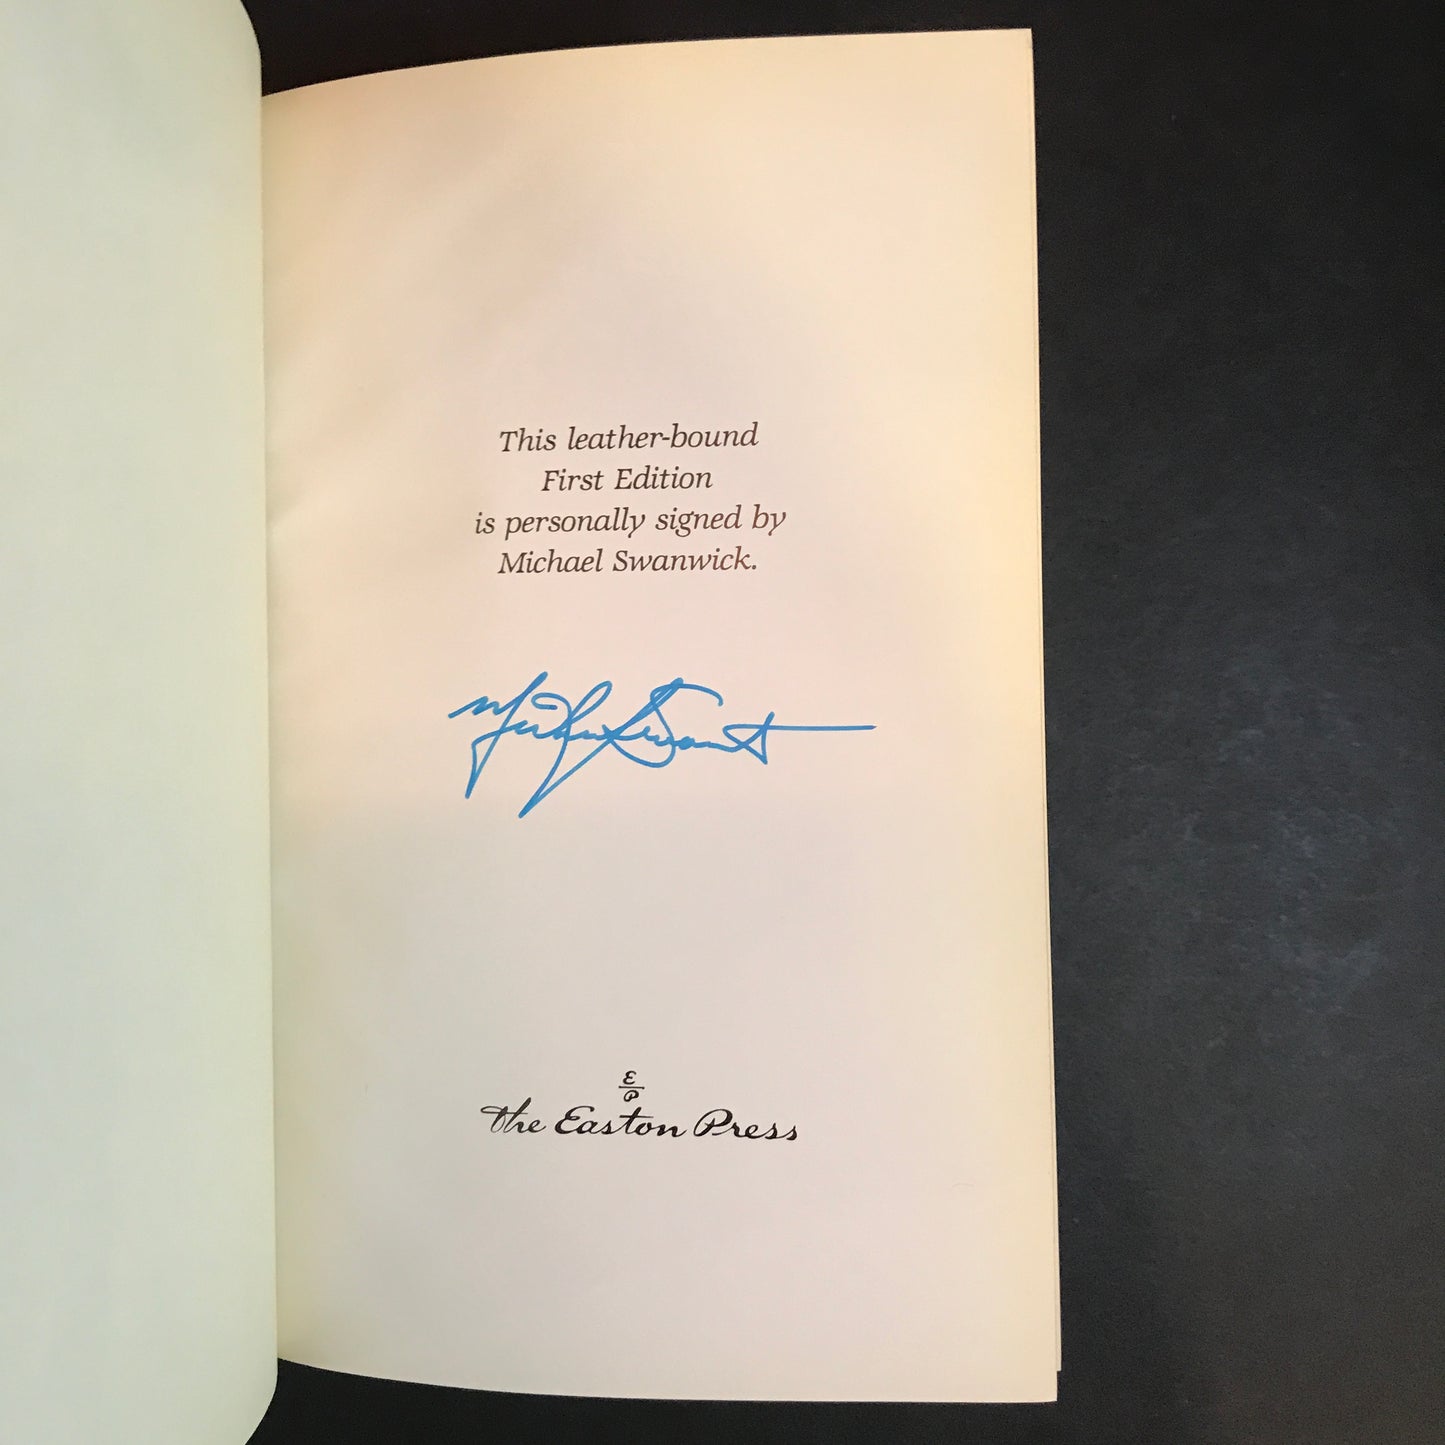 This leather-bound
First Edition
is personally signed by
Michael Swanwick.
E
P
The Easton Press